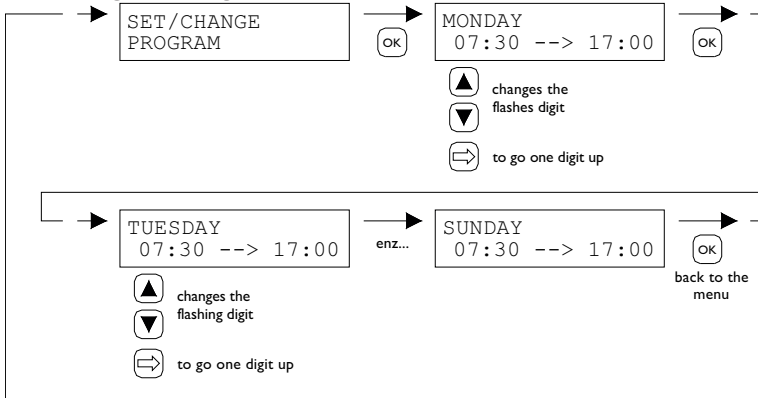 SET/CHANGE
PROGRAM
OK
MONDAY
07:30 --> 17:00
OK
changes the
flashes digit
to go one digit up
TUESDAY
07:30 --> 17:00
enz...
SUNDAY
07:30 --> 17:00
OK
back to the
menu
changes the
flashing digit
to go one digit up